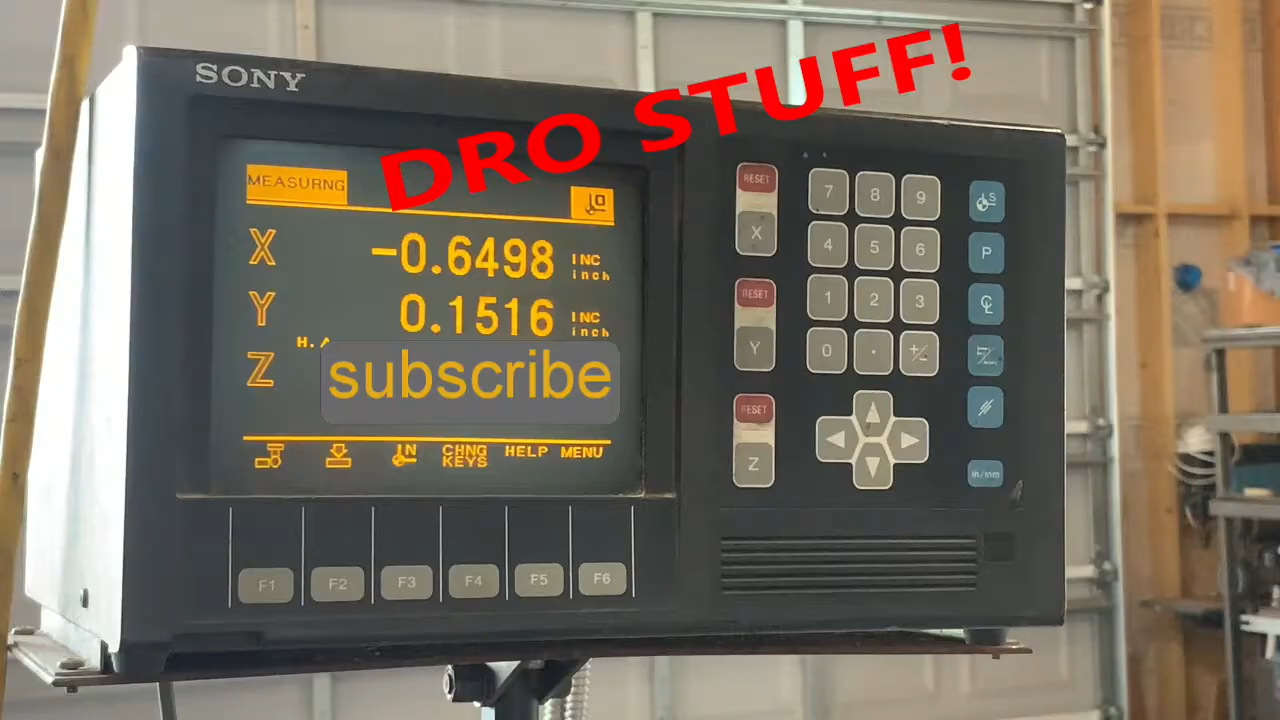 SONY
DRO STUFF!
MEASURNG
X -0.6498 INC inch
Y 0.1516 INC inch
Z
subscribe
CHNG KEYS
HELP
MENU
F1 F2 F3 F4 F5 F6
RESET
X
RESET
Y
RESET
Z
7 8 9
4 5 6
1 2 3
0 . +/-
LS
P
in/mm